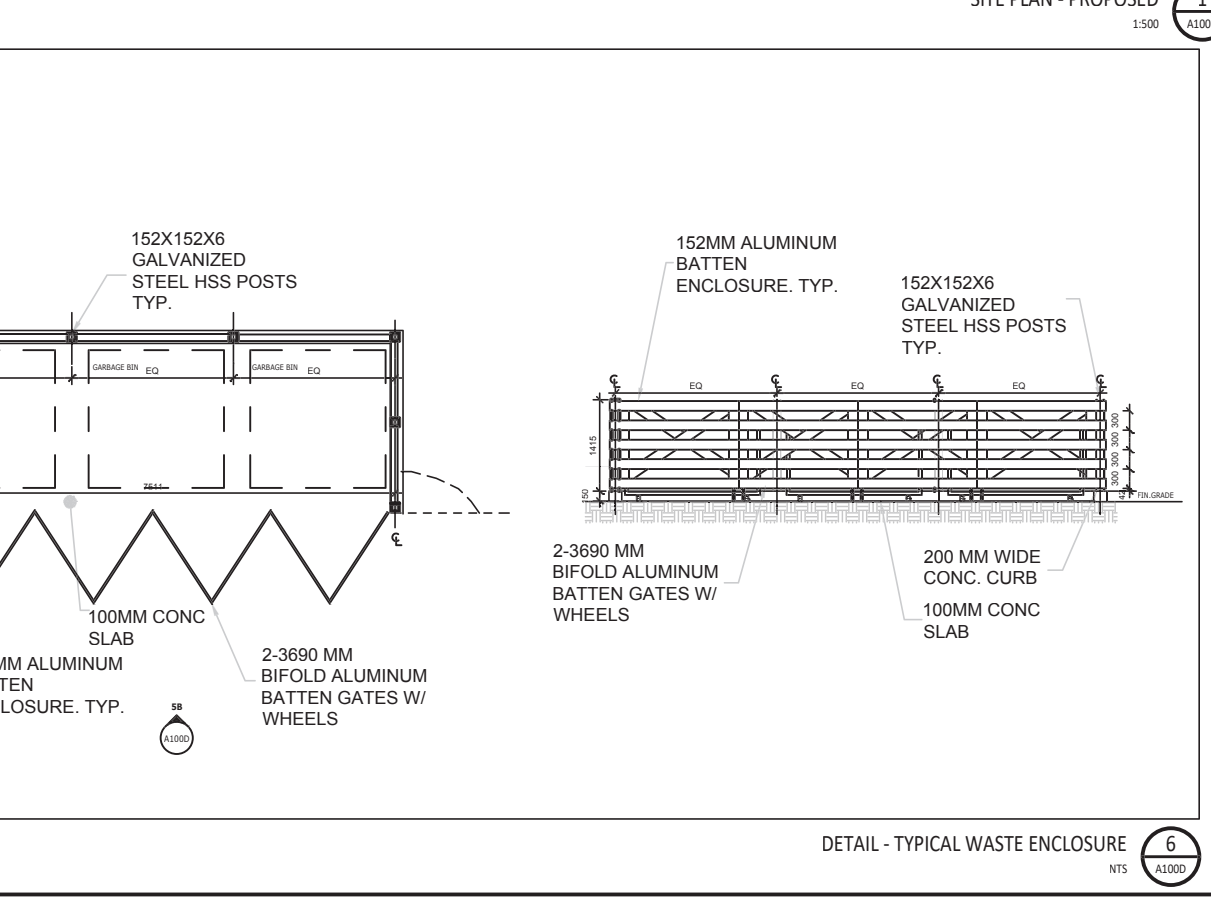 SITE PLAN - PROPOSED
1
1:500
152X152X6
GALVANIZED
STEEL HSS POSTS
TYP.
GARBAGE BIN
EQ
GARBAGE BIN
EQ
7511
100MM CONC
SLAB
MM ALUMINUM
LOSURE. TYP.
2-3690 MM
BIFOLD ALUMINUM
BATTEN GATES W/
WHEELS
5B
A100D
152MM ALUMINUM
BATTEN
ENCLOSURE. TYP.
152X152X6
GALVANIZED
STEEL HSS POSTS
TYP.
EQ
EQ
EQ
1415
300
300
300
300
FIN.GRADE
2-3690 MM
BIFOLD ALUMINUM
BATTEN GATES W/
WHEELS
200 MM WIDE
CONC. CURB
100MM CONC
SLAB
DETAIL - TYPICAL WASTE ENCLOSURE
6
NTS
A100D